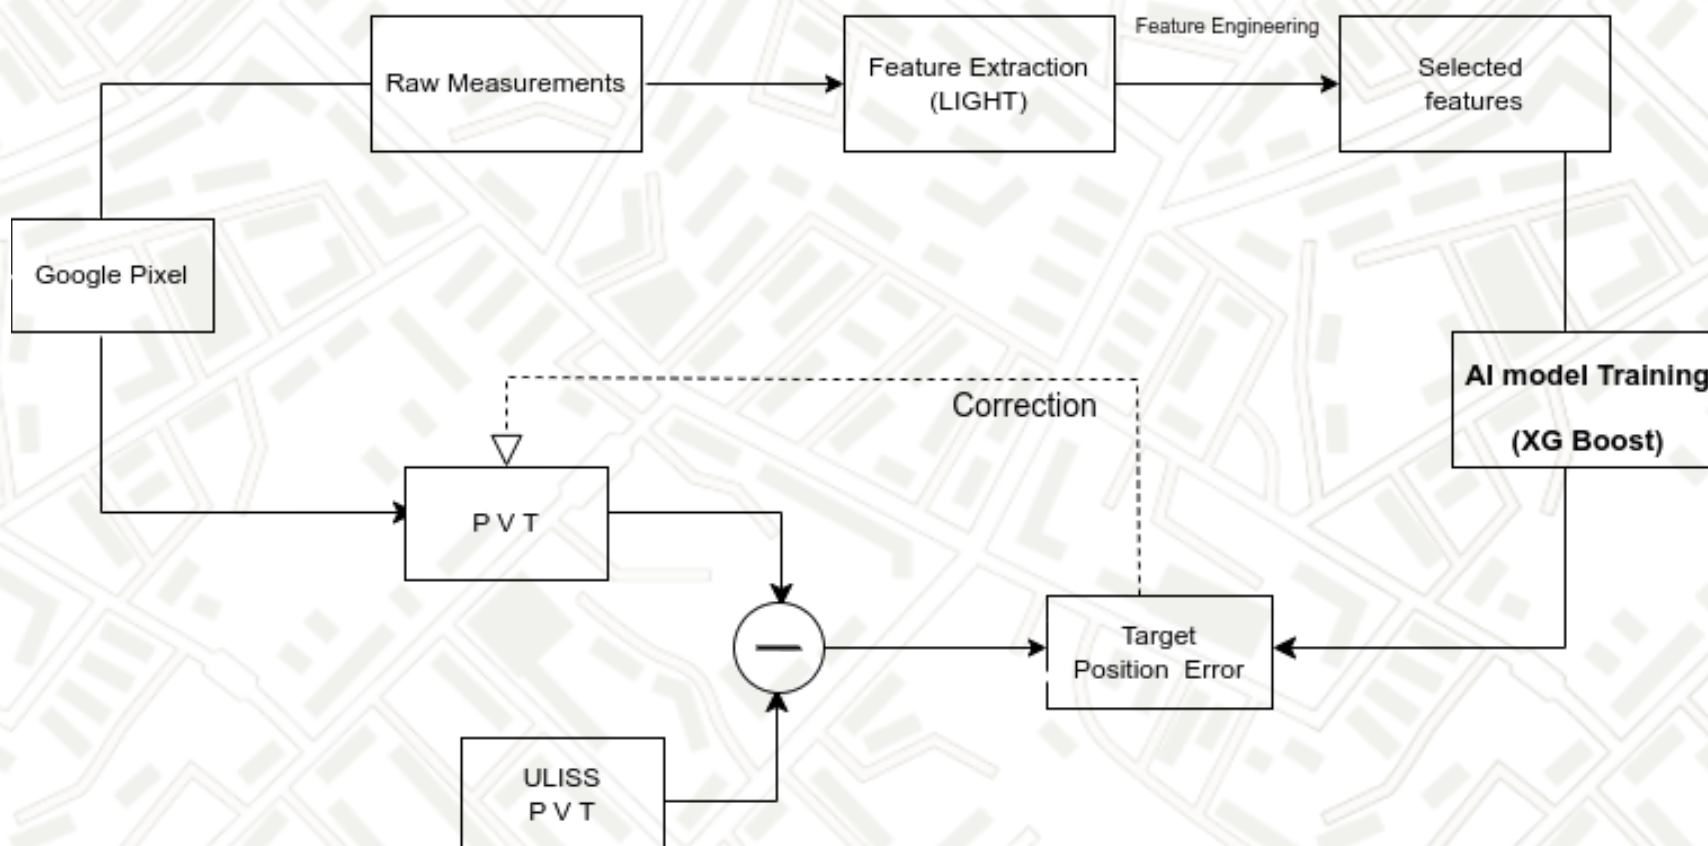 Feature Engineering
Raw Measurements
Feature Extraction
(LIGHT)
Selected
features
Google Pixel
AI model Training
(XG Boost)
Correction
P V T
Target
Position Error
ULISS
P V T